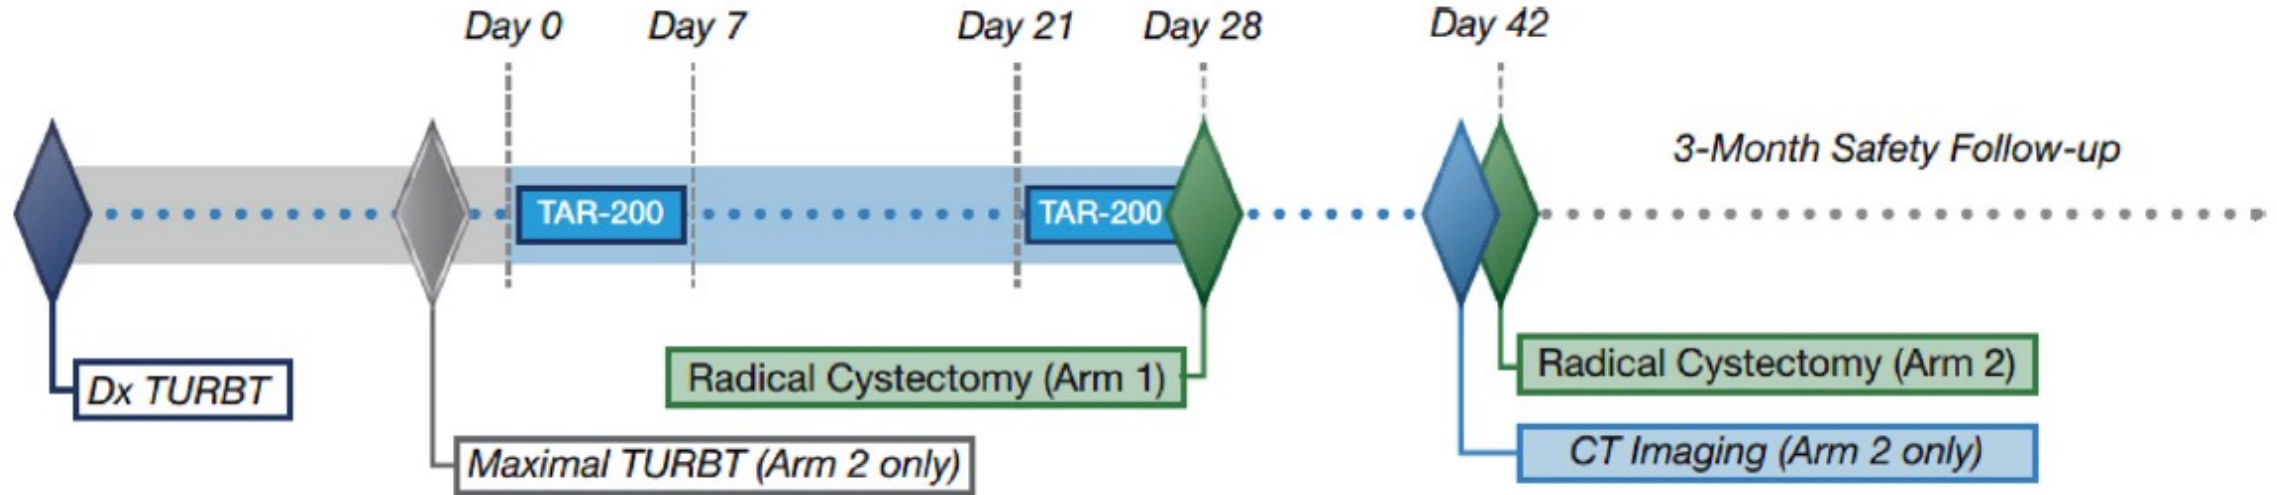 Day 0
Day 7
Day 21
Day 28
Day 42
3-Month Safety Follow-up
TAR-200
TAR-200
Dx TURBT
Radical Cystectomy (Arm 1)
Radical Cystectomy (Arm 2)
Maximal TURBT (Arm 2 only)
CT Imaging (Arm 2 only)